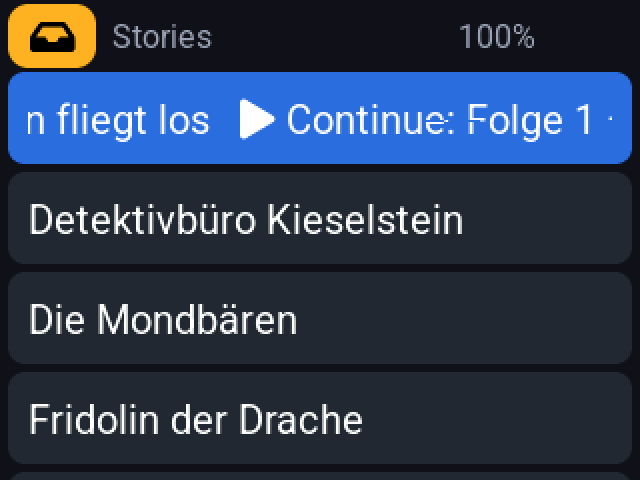 Stories 100%
n fliegt los ▶ Continue: Folge 1 ·
Detektivbüro Kieselstein
Die Mondbären
Fridolin der Drache